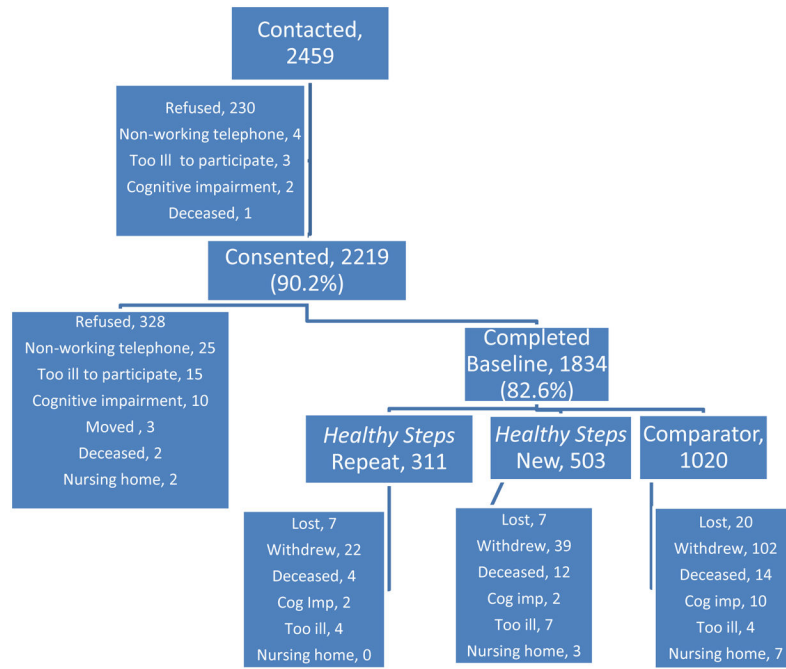 Contacted,
2459
Refused, 230
Non-working telephone, 4
Too Ill to participate, 3
Cognitive impairment, 2
Deceased, 1
Consented, 2219
(90.2%)
Refused, 328
Non-working telephone, 25
Too ill to participate, 15
Cognitive impairment, 10
Moved , 3
Deceased, 2
Nursing home, 2
Completed
Baseline, 1834
(82.6%)
Healthy Steps
Repeat, 311
Healthy Steps
New, 503
Comparator,
1020
Lost, 7
Withdrew, 22
Deceased, 4
Cog Imp, 2
Too ill, 4
Nursing home, 0
Lost, 7
Withdrew, 39
Deceased, 12
Cog imp, 2
Too ill, 7
Nursing home, 3
Lost, 20
Withdrew, 102
Deceased, 14
Cog imp, 10
Too ill, 4
Nursing home, 7